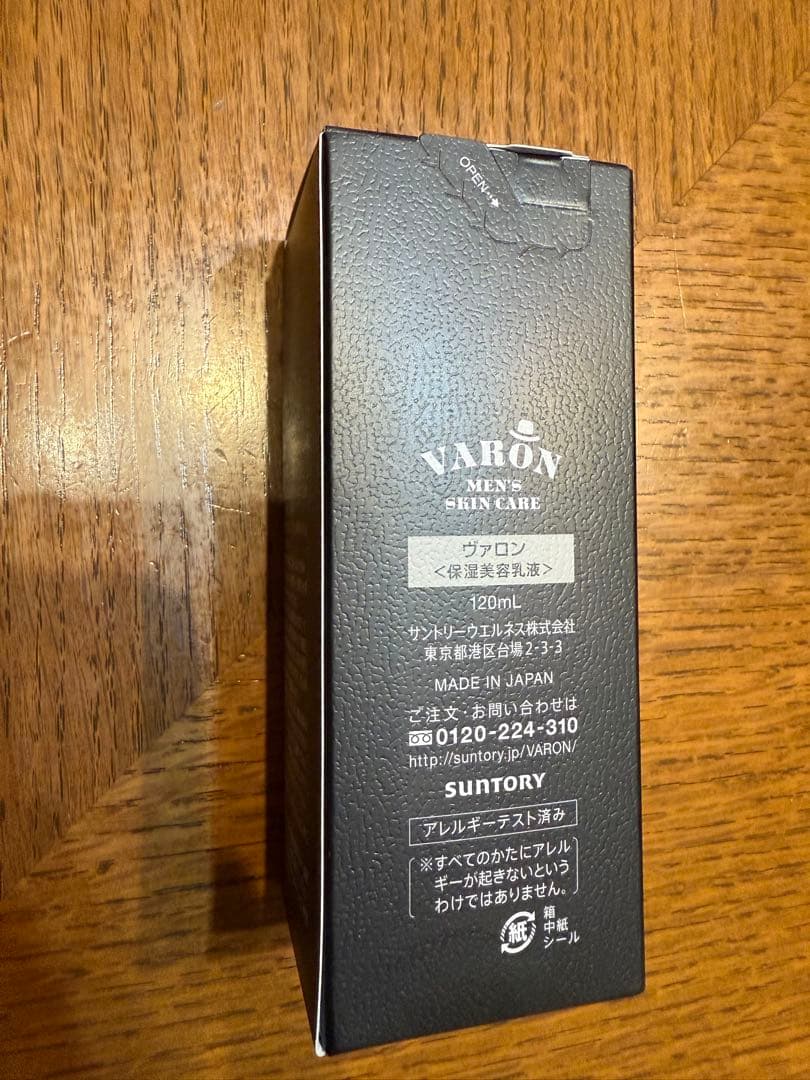 OPEN
VARON
MEN'S
SKIN CARE
ヴァロン
＜保湿美容乳液＞
120mL
サントリーウエルネス株式会社
東京都港区台場2-3-3
MADE IN JAPAN
ご注文・お問い合わせは
0120-224-310
http://suntory.jp/VARON/
SUNTORY
アレルギーテスト済み
※すべてのかたにアレル
ギーが起きないという
わけではありません。
紙
箱
中紙
シール